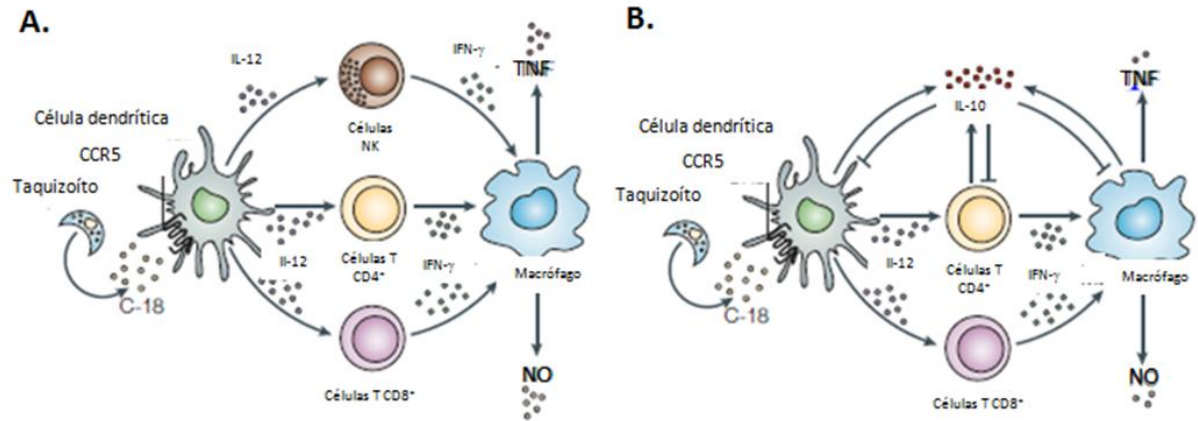 A.
IL-12
IFN-γ
TNF
Célula dendrítica
CCR5
Taquizoíto
Células
NK
Il-12
Células T
CD4⁺
IFN-γ
Macrófago
C-18
Células T CD8⁺
NO
B.
IL-10
TNF
Célula dendrítica
CCR5
Taquizoíto
Il-12
Células T
CD4⁺
IFN-γ
Macrófago
C-18
Células T CD8⁺
NO